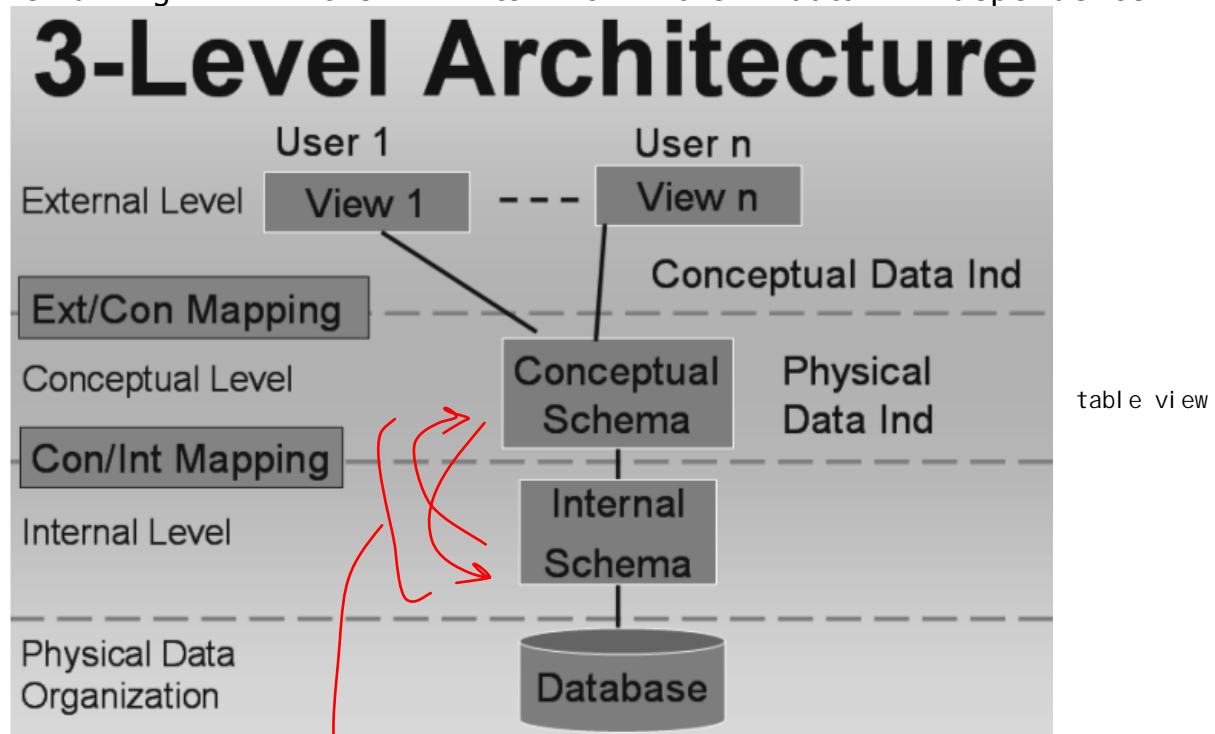 3-Level Architecture
User 1 User n
External Level View 1 --- View n
Conceptual Data Ind
Ext/Con Mapping
Conceptual Level Conceptual Schema Physical Data Ind table view
Con/Int Mapping
Internal Level Internal Schema
Physical Data
Organization
Database